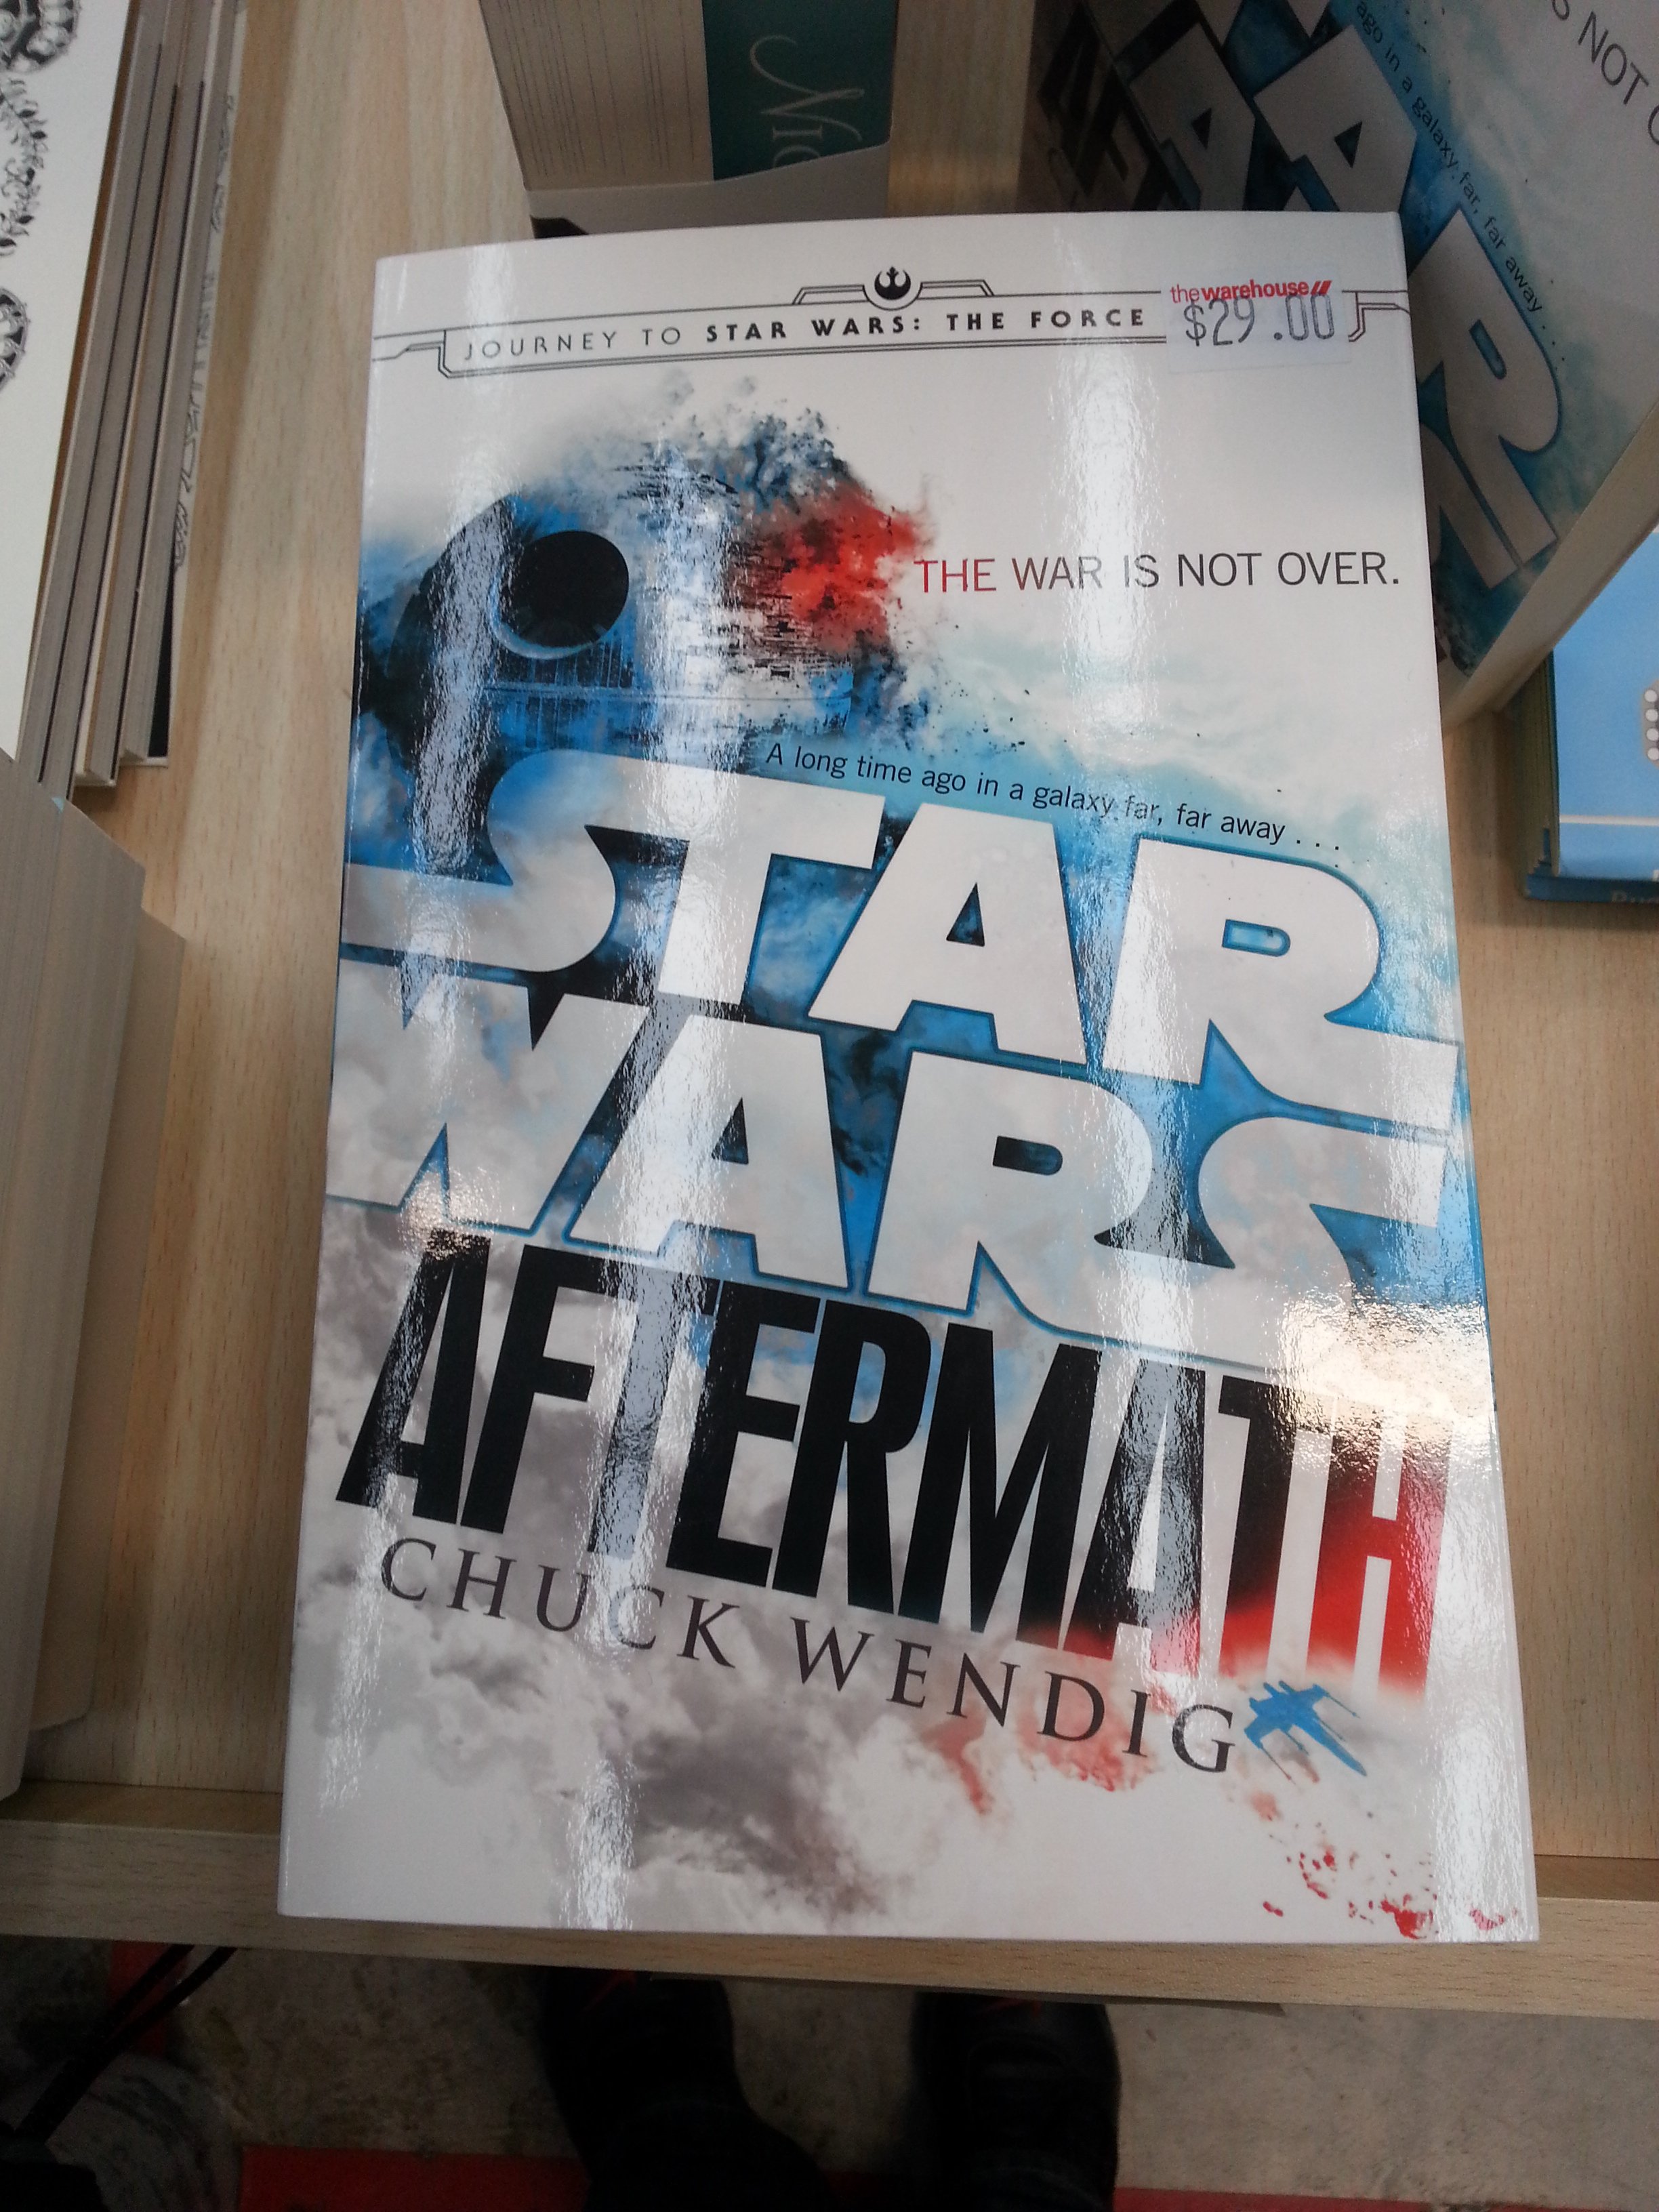 JOURNEY TO STAR WARS: THE FORCE
thewarehouse
$29.00
THE WAR IS NOT OVER.
A long time ago in a galaxy far, far away . . .
STAR
WARS
AFTERMATH
CHUCK WENDIG
NOT
ago in a galaxy far, far away . . .